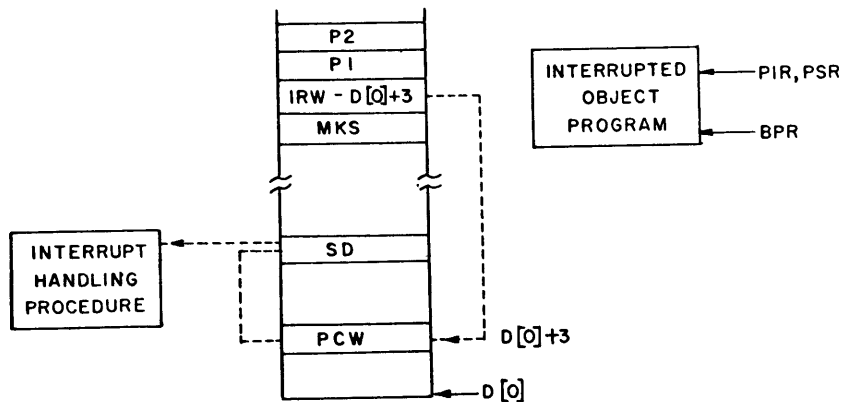 P2
P1
IRW - D[0]+3
MKS
INTERRUPTED
OBJECT
PROGRAM
PIR, PSR
BPR
SD
INTERRUPT
HANDLING
PROCEDURE
PCW
D[0]+3
D[0]